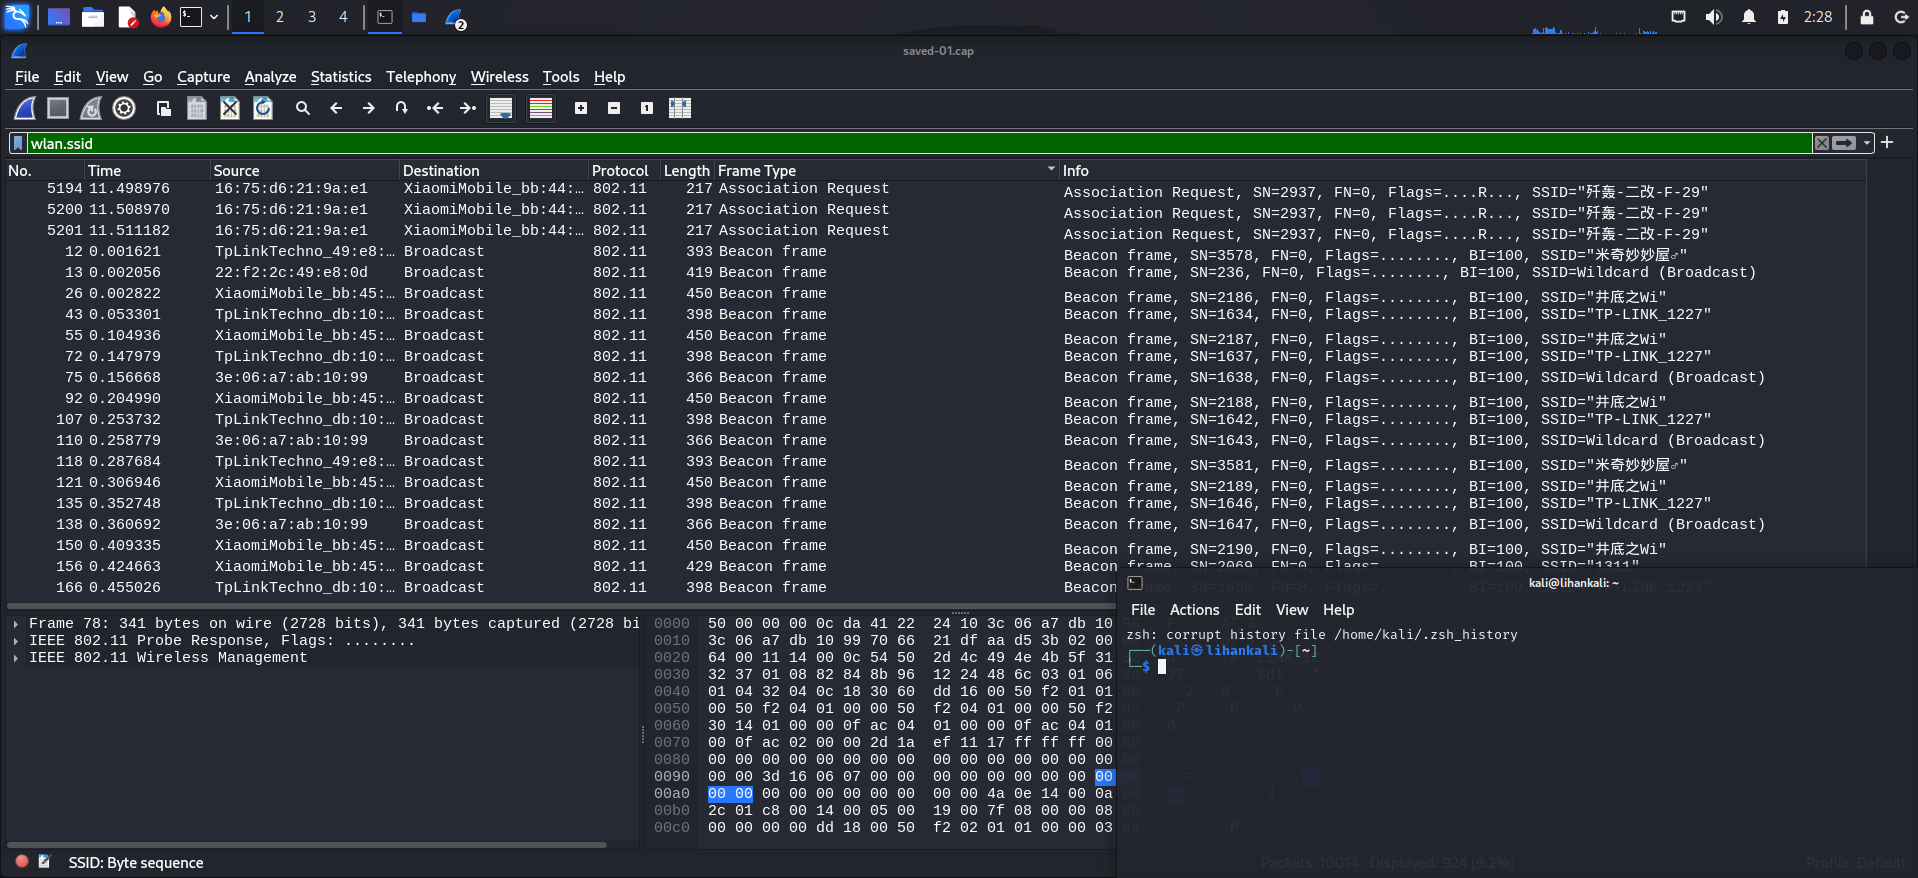 1 2 3 4 2 2:28
saved-01.cap
File Edit View Go Capture Analyze Statistics Telephony Wireless Tools Help
wlan.ssid
No. Time Source Destination Protocol Length Frame Type Info
5194 11.498976 16:75:d6:21:9a:e1 XiaomiMobile_bb:44:… 802.11 217 Association Request Association Request, SN=2937, FN=0, Flags=....R..., SSID="歼轰-二改-F-29"
5200 11.508970 16:75:d6:21:9a:e1 XiaomiMobile_bb:44:… 802.11 217 Association Request Association Request, SN=2937, FN=0, Flags=....R..., SSID="歼轰-二改-F-29"
5201 11.511182 16:75:d6:21:9a:e1 XiaomiMobile_bb:44:… 802.11 217 Association Request Association Request, SN=2937, FN=0, Flags=....R..., SSID="歼轰-二改-F-29"
12 0.001621 TpLinkTechno_49:e8:… Broadcast 802.11 393 Beacon frame Beacon frame, SN=3578, FN=0, Flags=........, BI=100, SSID="米奇妙妙屋♂"
13 0.002056 22:f2:2c:49:e8:0d Broadcast 802.11 419 Beacon frame Beacon frame, SN=236, FN=0, Flags=........, BI=100, SSID=Wildcard (Broadcast)
26 0.002822 XiaomiMobile_bb:45:… Broadcast 802.11 450 Beacon frame Beacon frame, SN=2186, FN=0, Flags=........, BI=100, SSID="井底之Wi"
43 0.053301 TpLinkTechno_db:10:… Broadcast 802.11 398 Beacon frame Beacon frame, SN=1634, FN=0, Flags=........, BI=100, SSID="TP-LINK_1227"
55 0.104936 XiaomiMobile_bb:45:… Broadcast 802.11 450 Beacon frame Beacon frame, SN=2187, FN=0, Flags=........, BI=100, SSID="井底之Wi"
72 0.147979 TpLinkTechno_db:10:… Broadcast 802.11 398 Beacon frame Beacon frame, SN=1637, FN=0, Flags=........, BI=100, SSID="TP-LINK_1227"
75 0.156668 3e:06:a7:ab:10:99 Broadcast 802.11 366 Beacon frame Beacon frame, SN=1638, FN=0, Flags=........, BI=100, SSID=Wildcard (Broadcast)
92 0.204990 XiaomiMobile_bb:45:… Broadcast 802.11 450 Beacon frame Beacon frame, SN=2188, FN=0, Flags=........, BI=100, SSID="井底之Wi"
107 0.253732 TpLinkTechno_db:10:… Broadcast 802.11 398 Beacon frame Beacon frame, SN=1642, FN=0, Flags=........, BI=100, SSID="TP-LINK_1227"
110 0.258779 3e:06:a7:ab:10:99 Broadcast 802.11 366 Beacon frame Beacon frame, SN=1643, FN=0, Flags=........, BI=100, SSID=Wildcard (Broadcast)
118 0.287684 TpLinkTechno_49:e8:… Broadcast 802.11 393 Beacon frame Beacon frame, SN=3581, FN=0, Flags=........, BI=100, SSID="米奇妙妙屋♂"
121 0.306946 XiaomiMobile_bb:45:… Broadcast 802.11 450 Beacon frame Beacon frame, SN=2189, FN=0, Flags=........, BI=100, SSID="井底之Wi"
135 0.352748 TpLinkTechno_db:10:… Broadcast 802.11 398 Beacon frame Beacon frame, SN=1646, FN=0, Flags=........, BI=100, SSID="TP-LINK_1227"
138 0.360692 3e:06:a7:ab:10:99 Broadcast 802.11 366 Beacon frame Beacon frame, SN=1647, FN=0, Flags=........, BI=100, SSID=Wildcard (Broadcast)
150 0.409335 XiaomiMobile_bb:45:… Broadcast 802.11 450 Beacon frame Beacon frame, SN=2190, FN=0, Flags=........, BI=100, SSID="井底之Wi"
156 0.424663 XiaomiMobile_bb:45:… Broadcast 802.11 429 Beacon frame Beacon frame, SN=2069, FN=0, Flags=........, BI=100, SSID="1311"
166 0.455026 TpLinkTechno_db:10:… Broadcast 802.11 398 Beacon frame
Frame 78: 341 bytes on wire (2728 bits), 341 bytes captured (2728 bi
IEEE 802.11 Probe Response, Flags: ........
IEEE 802.11 Wireless Management
0000 50 00 00 00 0c da 41 22 24 10 3c 06 a7 db 10 99
0010 3c 06 a7 db 10 99 70 66 21 df aa d5 3b 02 00
0020 64 00 11 14 00 0c 54 50 2d 4c 49 4e 4b 5f 31
0030 32 37 01 08 82 84 8b 96 12 24 48 6c 03 01 06
0040 01 04 32 04 0c 18 30 60 dd 16 00 50 f2 01 01
0050 00 50 f2 04 01 00 00 50 f2 04 01 00 00 50 f2
0060 30 14 01 00 00 0f ac 04 01 00 00 0f ac 04 01
0070 00 0f ac 02 00 00 2d 1a ef 11 17 ff ff ff 00
0080 00 00 00 00 00 00 00 00 00 00 00 00 00 00 00
0090 00 00 3d 16 06 07 00 00 00 00 00 00 00 00 00
00a0 00 00 00 00 00 00 00 00 00 00 4a 0e 14 00 0a
00b0 2c 01 c8 00 14 00 05 00 19 00 7f 08 00 00 08
00c0 00 00 00 00 dd 18 00 50 f2 02 01 01 00 00 03
SSID: Byte sequence
Packets: 10014 · Displayed: 924 (9.2%)
Profile: Default
kali@lihankali: ~
File Actions Edit View Help
zsh: corrupt history file /home/kali/.zsh_history
┌──(kali㉿lihankali)-[~]
└─$